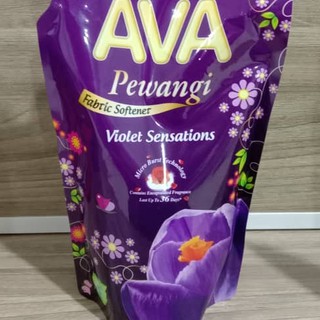 AVA
Pewangi
Fabric Softener
Violet Sensations
Micro Burst Technology
Contains Encapsulated Fragrance
Last Up To 36 Days*